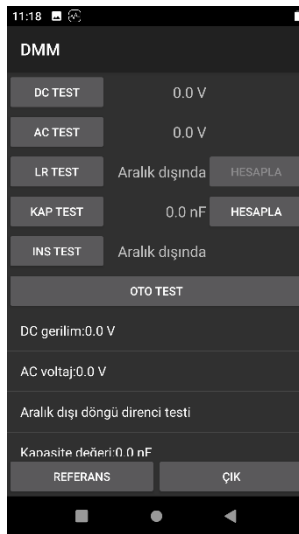 11:18
DMM
DC TEST 0.0 V
AC TEST 0.0 V
LR TEST Aralık dışında HESAPLA
KAP TEST 0.0 nF HESAPLA
INS TEST Aralık dışında
OTO TEST
DC gerilim:0.0 V
AC voltaj:0.0 V
Aralık dışı döngü direnci testi
Kapasite değeri:0.0 nF
REFERANS ÇIK